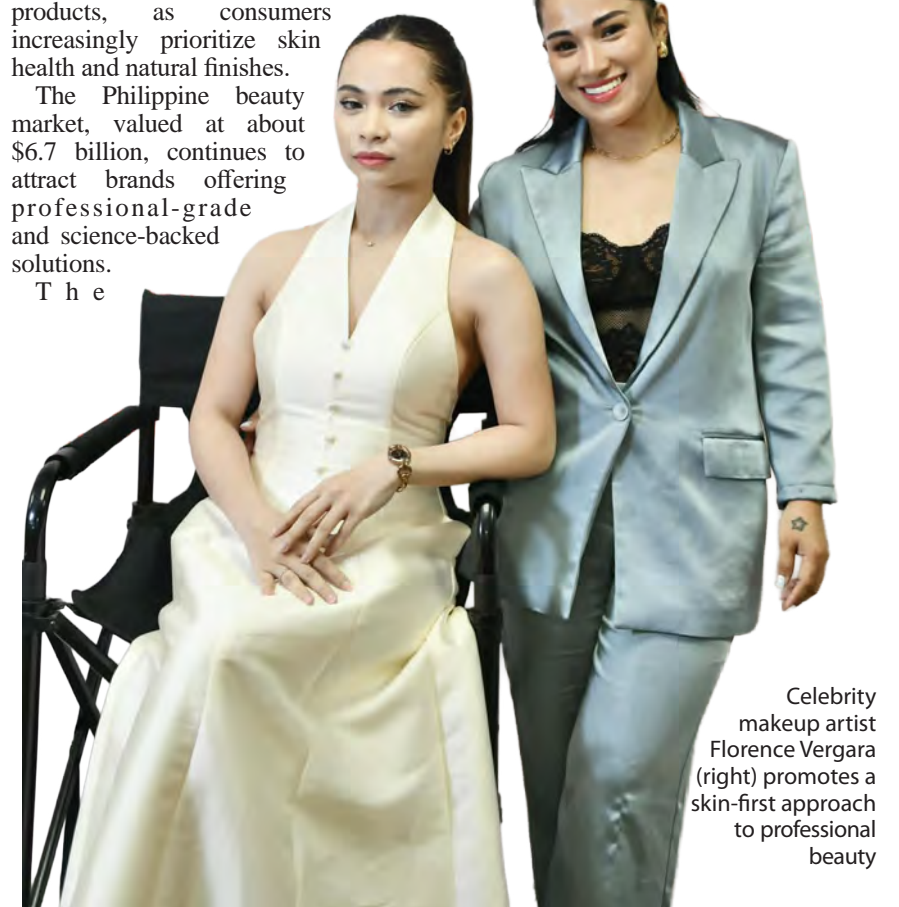 products, as consumers
increasingly prioritize skin
health and natural finishes.
The Philippine beauty
market, valued at about
$6.7 billion, continues to
attract brands offering
professional-grade
and science-backed
solutions.
The
Celebrity
makeup artist
Florence Vergara
(right) promotes a
skin-first approach
to professional
beauty